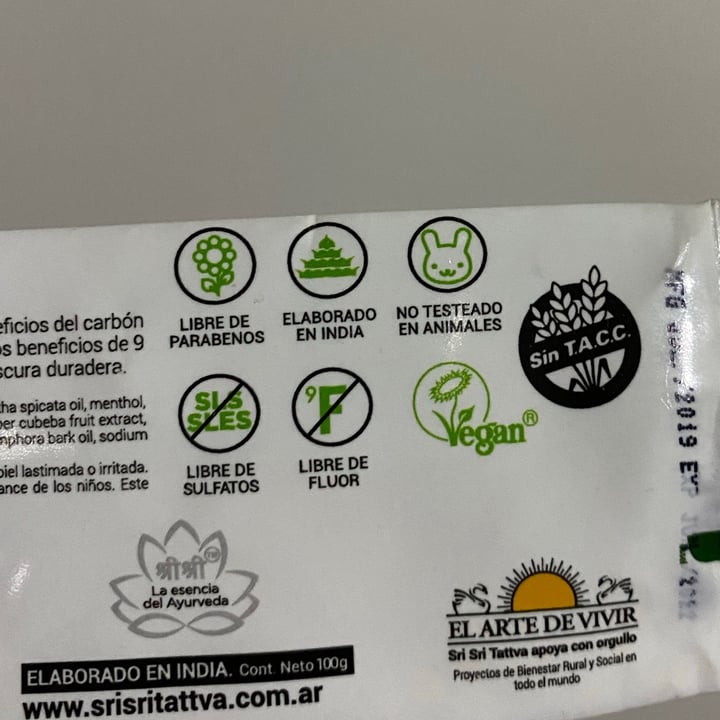 eficios del carbón
os beneficios de 9
scura duradera.
tha spicata oil, menthol,
per cubeba fruit extract,
mphora bark oil, sodium
piel lastimada o irritada.
ance de los niños. Este
LIBRE DE
PARABENOS
ELABORADO
EN INDIA
NO TESTEADO
EN ANIMALES
Sin T.A.C.C.
SLS
SLES
LIBRE DE
SULFATOS
9
F
LIBRE DE
FLUOR
Vegan®
श्री श्री TM
La esencia
del Ayurveda
EL ARTE DE VIVIR
Sri Sri Tattva apoya con orgullo
Proyectos de Bienestar Rural y Social en
todo el mundo
ELABORADO EN INDIA. Cont. Neto 100g
www.srisritattva.com.ar
MFG 2019 EXP